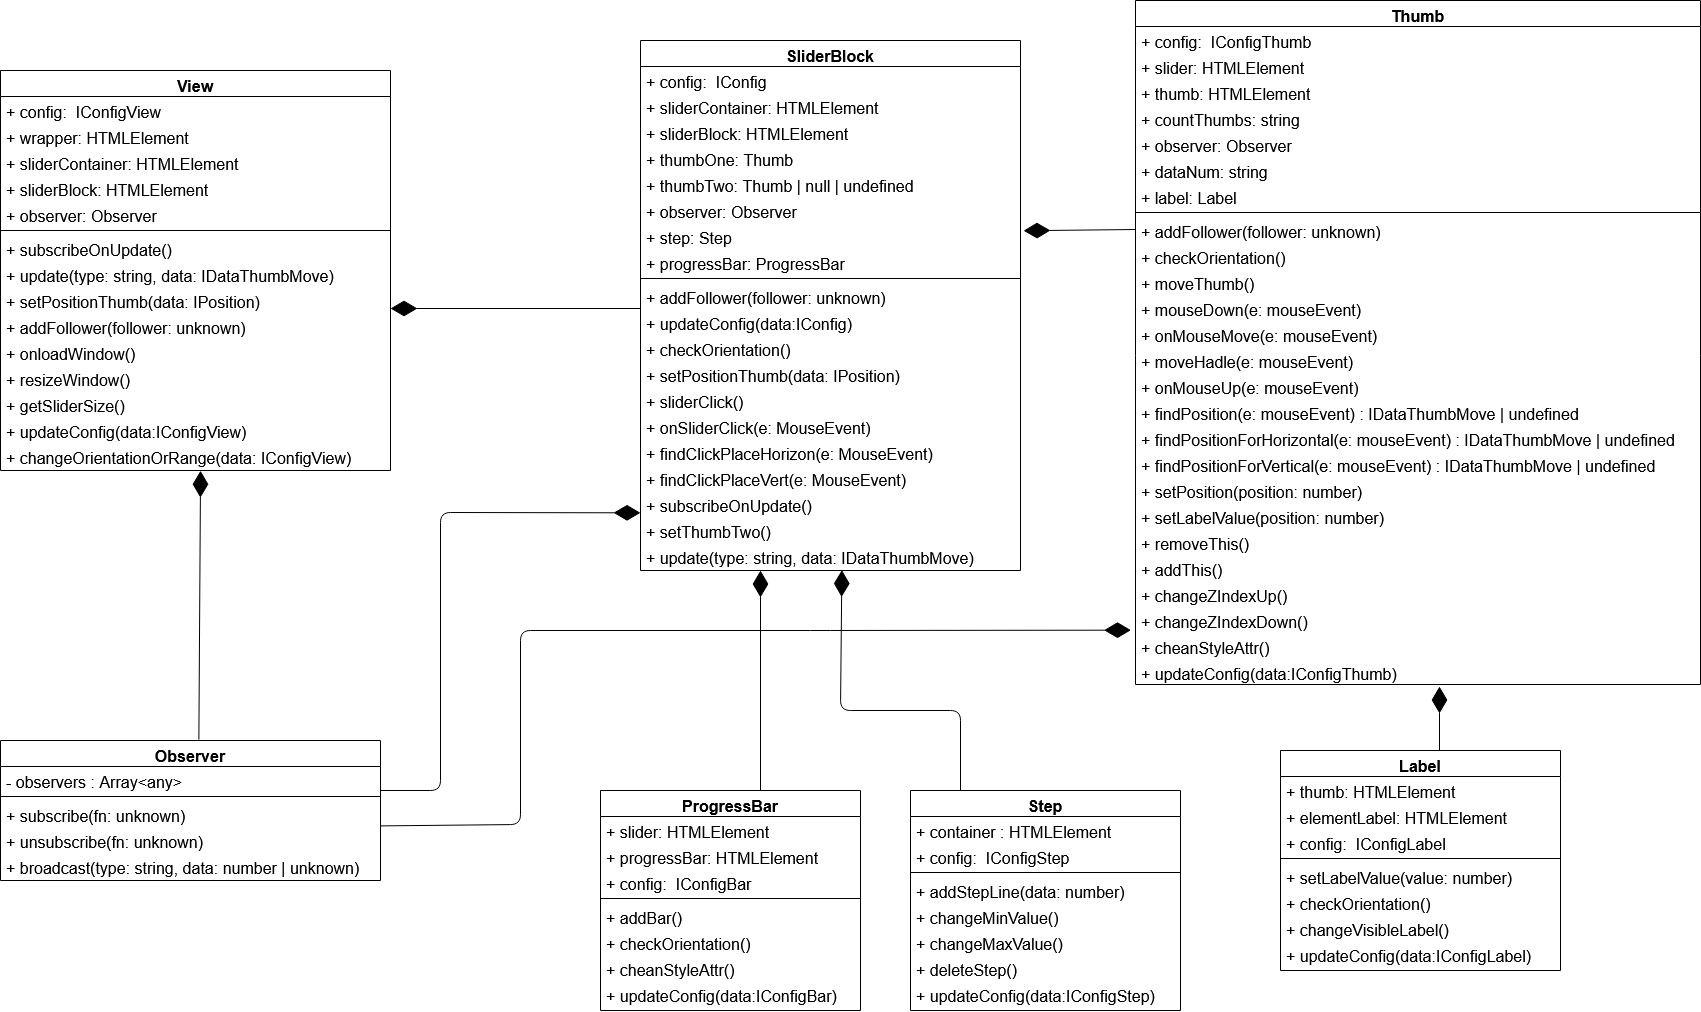 View
+ config:  IConfigView
+ wrapper: HTMLElement
+ sliderContainer: HTMLElement
+ sliderBlock: HTMLElement
+ observer: Observer
+ subscribeOnUpdate()
+ update(type: string, data: IDataThumbMove)
+ setPositionThumb(data: IPosition)
+ addFollower(follower: unknown)
+ onloadWindow()
+ resizeWindow()
+ getSliderSize()
+ updateConfig(data:IConfigView)
+ changeOrientationOrRange(data: IConfigView)
SliderBlock
+ config:  IConfig
+ sliderContainer: HTMLElement
+ sliderBlock: HTMLElement
+ thumbOne: Thumb
+ thumbTwo: Thumb | null | undefined
+ observer: Observer
+ step: Step
+ progressBar: ProgressBar
+ addFollower(follower: unknown)
+ updateConfig(data:IConfig)
+ checkOrientation()
+ setPositionThumb(data: IPosition)
+ sliderClick()
+ onSliderClick(e: MouseEvent)
+ findClickPlaceHorizon(e: MouseEvent)
+ findClickPlaceVert(e: MouseEvent)
+ subscribeOnUpdate()
+ setThumbTwo()
+ update(type: string, data: IDataThumbMove)
Thumb
+ config:  IConfigThumb
+ slider: HTMLElement
+ thumb: HTMLElement
+ countThumbs: string
+ observer: Observer
+ dataNum: string
+ label: Label
+ addFollower(follower: unknown)
+ checkOrientation()
+ moveThumb()
+ mouseDown(e: mouseEvent)
+ onMouseMove(e: mouseEvent)
+ moveHadle(e: mouseEvent)
+ onMouseUp(e: mouseEvent)
+ findPosition(e: mouseEvent) : IDataThumbMove | undefined
+ findPositionForHorizontal(e: mouseEvent) : IDataThumbMove | undefined
+ findPositionForVertical(e: mouseEvent) : IDataThumbMove | undefined
+ setPosition(position: number)
+ setLabelValue(position: number)
+ removeThis()
+ addThis()
+ changeZIndexUp()
+ changeZIndexDown()
+ cheanStyleAttr()
+ updateConfig(data:IConfigThumb)
Observer
- observers : Array<any>
+ subscribe(fn: unknown)
+ unsubscribe(fn: unknown)
+ broadcast(type: string, data: number | unknown)
ProgressBar
+ slider: HTMLElement
+ progressBar: HTMLElement
+ config:  IConfigBar
+ addBar()
+ checkOrientation()
+ cheanStyleAttr()
+ updateConfig(data:IConfigBar)
Step
+ container : HTMLElement
+ config:  IConfigStep
+ addStepLine(data: number)
+ changeMinValue()
+ changeMaxValue()
+ deleteStep()
+ updateConfig(data:IConfigStep)
Label
+ thumb: HTMLElement
+ elementLabel: HTMLElement
+ config:  IConfigLabel
+ setLabelValue(value: number)
+ checkOrientation()
+ changeVisibleLabel()
+ updateConfig(data:IConfigLabel)